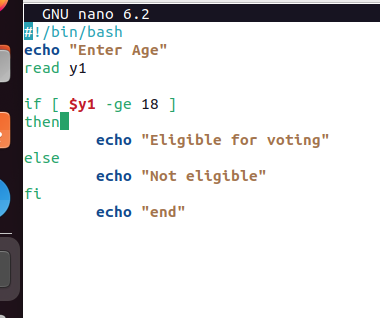 GNU nano 6.2
#!/bin/bash
echo "Enter Age"
read y1
if [ $y1 -ge 18 ]
then
echo "Eligible for voting"
else
echo "Not eligible"
fi
echo "end"